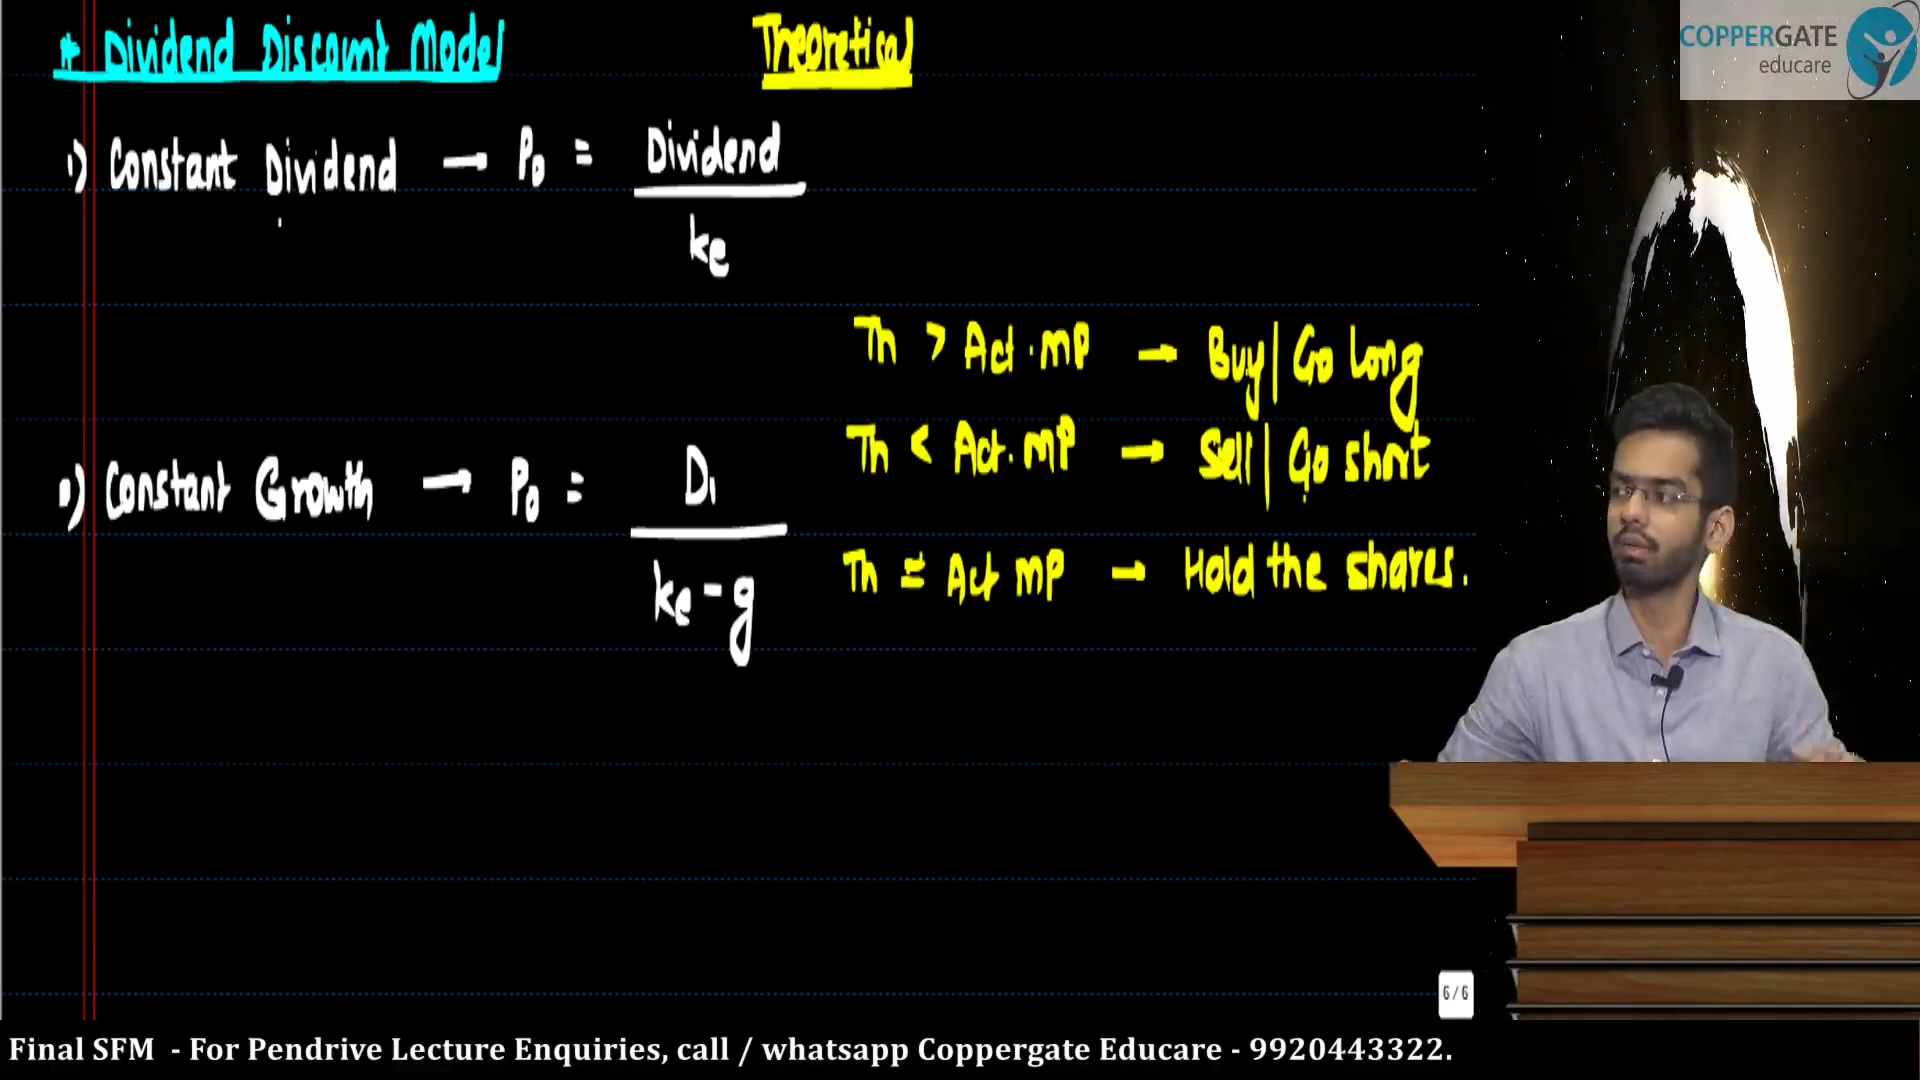 * Dividend Discount Model
Theoretical
COPPERGATE
educare
1) Constant Dividend → P0 = Dividend
ke
Th > Act. MP → Buy | Go long
Th < Act. MP → Sell | Go short
) Constant Growth → P0 = D1
ke - g
Th = Act MP → Hold the shares.
6/6
Final SFM - For Pendrive Lecture Enquiries, call / whatsapp Coppergate Educare - 9920443322.